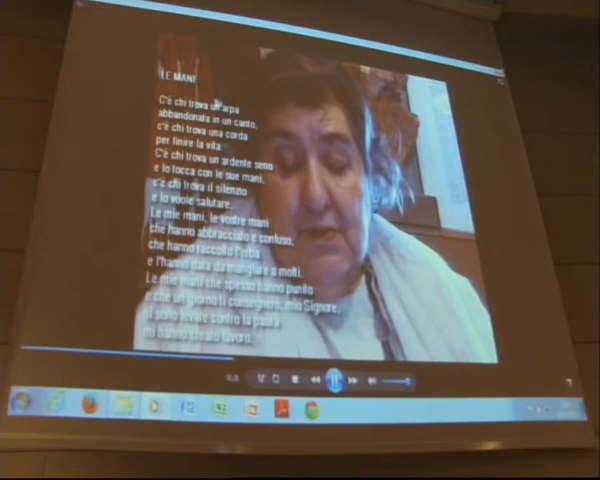 LE MANI
C'è chi trova un'arpa
abbandonata in un canto,
c'è chi trova una corda
per finire la vita.
C'è chi trova un ardente seno
e lo tocca con le sue mani,
c'è chi trova il silenzio
e lo vuole salutare.
Le mie mani, le vostre mani
che hanno abbracciato e confuso,
che hanno raccolto l'erba
e l'hanno data da mangiare a molti.
Le mie mani che spesso hanno punito
e che un giorno ti consegnerò, mio Signore,
si sono levate contro la paura
mi hanno creato lavoro.